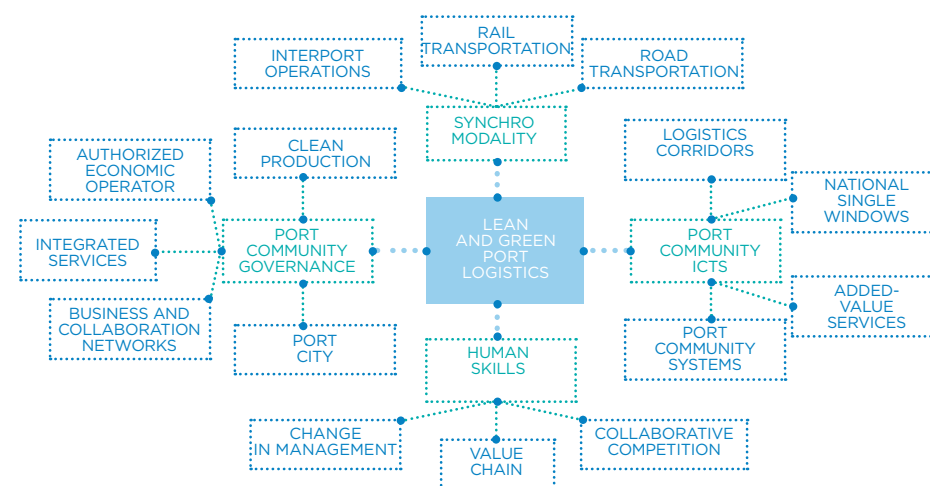 RAIL
TRANSPORTATION
INTERPORT
OPERATIONS
ROAD
TRANSPORTATION
SYNCHRO
MODALITY
CLEAN
PRODUCTION
LOGISTICS
CORRIDORS
AUTHORIZED
ECONOMIC
OPERATOR
NATIONAL
SINGLE
WINDOWS
INTEGRATED
SERVICES
PORT
COMMUNITY
GOVERNANCE
LEAN
AND GREEN
PORT
LOGISTICS
PORT
COMMUNITY
ICTS
BUSINESS AND
COLLABORATION
NETWORKS
ADDED-
VALUE
SERVICES
PORT
CITY
PORT
COMMUNITY
SYSTEMS
HUMAN
SKILLS
CHANGE
IN MANAGEMENT
VALUE
CHAIN
COLLABORATIVE
COMPETITION